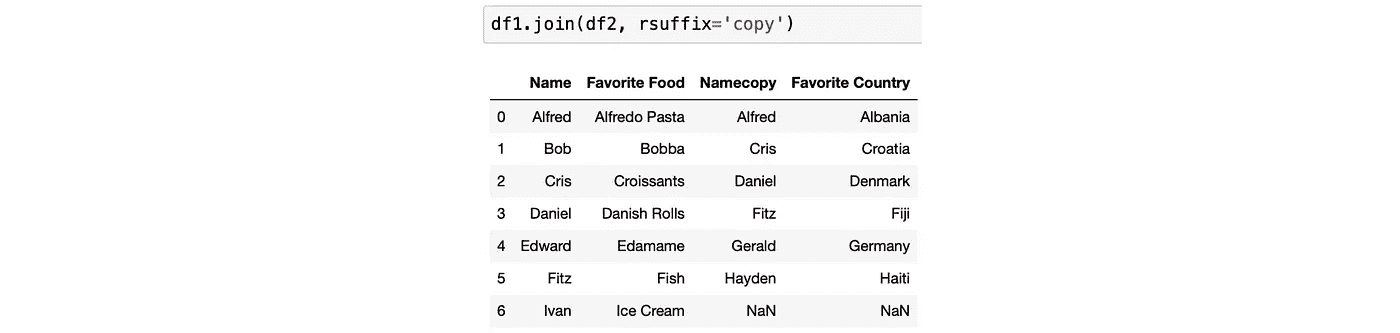 df1.join(df2, rsuffix='copy')
Name Favorite Food Namecopy Favorite Country
0 Alfred Alfredo Pasta Alfred Albania
1 Bob Bobba Cris Croatia
2 Cris Croissants Daniel Denmark
3 Daniel Danish Rolls Fitz Fiji
4 Edward Edamame Gerald Germany
5 Fitz Fish Hayden Haiti
6 Ivan Ice Cream NaN NaN